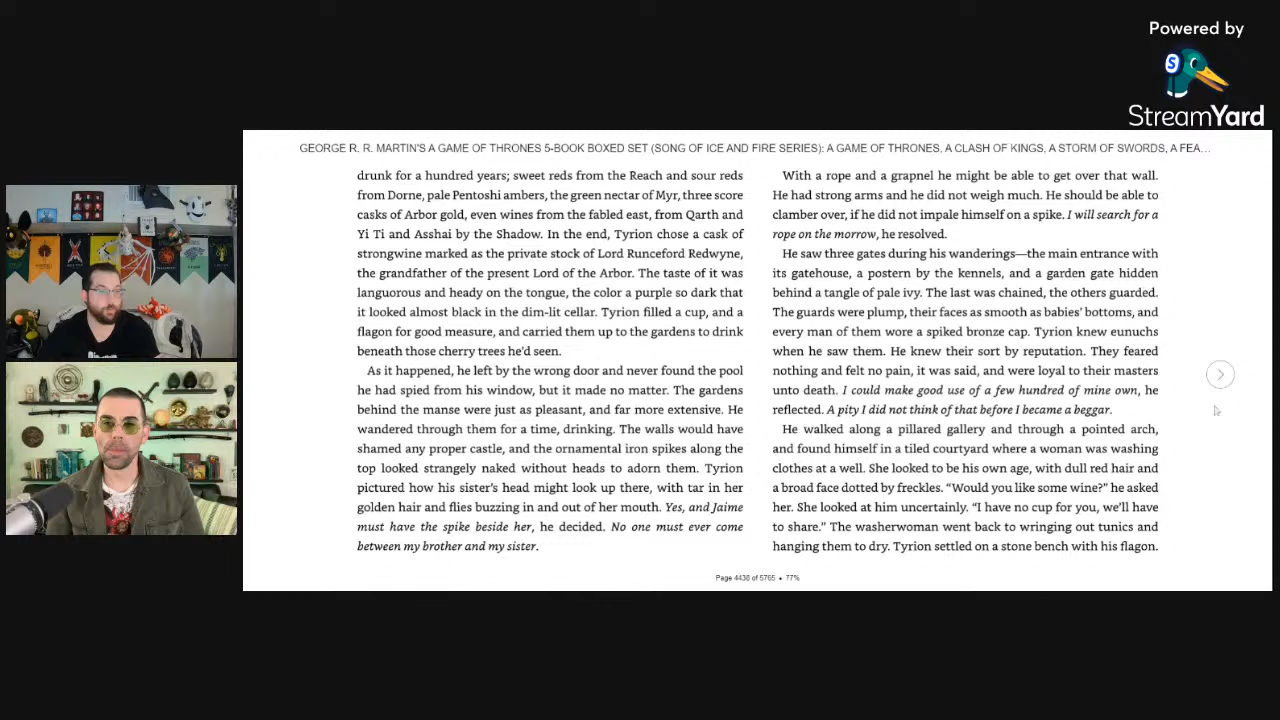 Powered by
S
StreamYard
GEORGE R. R. MARTIN'S A GAME OF THRONES 5-BOOK BOXED SET (SONG OF ICE AND FIRE SERIES): A GAME OF THRONES, A CLASH OF KINGS, A STORM OF SWORDS, A FEA...
drunk for a hundred years; sweet reds from the Reach and sour reds
from Dorne, pale Pentoshi ambers, the green nectar of Myr, three score
casks of Arbor gold, even wines from the fabled east, from Qarth and
Yi Ti and Asshai by the Shadow. In the end, Tyrion chose a cask of
strongwine marked as the private stock of Lord Runceford Redwyne,
the grandfather of the present Lord of the Arbor. The taste of it was
languorous and heady on the tongue, the color a purple so dark that
it looked almost black in the dim-lit cellar. Tyrion filled a cup, and a
flagon for good measure, and carried them up to the gardens to drink
beneath those cherry trees he'd seen.
As it happened, he left by the wrong door and never found the pool
he had spied from his window, but it made no matter. The gardens
behind the manse were just as pleasant, and far more extensive. He
wandered through them for a time, drinking. The walls would have
shamed any proper castle, and the ornamental iron spikes along the
top looked strangely naked without heads to adorn them. Tyrion
pictured how his sister's head might look up there, with tar in her
golden hair and flies buzzing in and out of her mouth. Yes, and Jaime
must have the spike beside her, he decided. No one must ever come
between my brother and my sister.
With a rope and a grapnel he might be able to get over that wall.
He had strong arms and he did not weigh much. He should be able to
clamber over, if he did not impale himself on a spike. I will search for a
rope on the morrow, he resolved.
He saw three gates during his wanderings—the main entrance with
its gatehouse, a postern by the kennels, and a garden gate hidden
behind a tangle of pale ivy. The last was chained, the others guarded.
The guards were plump, their faces as smooth as babies' bottoms, and
every man of them wore a spiked bronze cap. Tyrion knew eunuchs
when he saw them. He knew their sort by reputation. They feared
nothing and felt no pain, it was said, and were loyal to their masters
unto death. I could make good use of a few hundred of mine own, he
reflected. A pity I did not think of that before I became a beggar.
He walked along a pillared gallery and through a pointed arch,
and found himself in a tiled courtyard where a woman was washing
clothes at a well. She looked to be his own age, with dull red hair and
a broad face dotted by freckles. “Would you like some wine?” he asked
her. She looked at him uncertainly. “I have no cup for you, we'll have
to share.” The washerwoman went back to wringing out tunics and
hanging them to dry. Tyrion settled on a stone bench with his flagon.
Page 4438 of 5765 • 77%